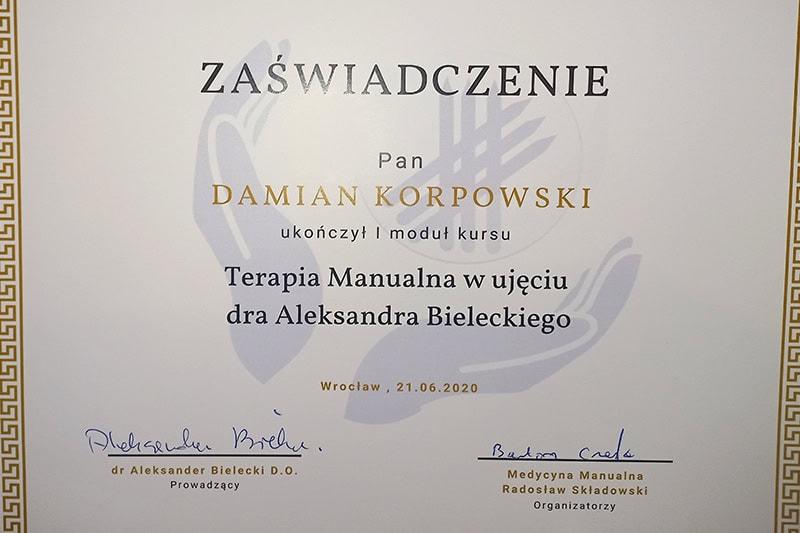 ZAŚWIADCZENIE
Pan
DAMIAN KORPOWSKI
ukończył I moduł kursu
Terapia Manualna w ujęciu
dra Aleksandra Bieleckiego
Wrocław , 21.06.2020
Aleksander
dr Aleksander Bielecki D.O.
Prowadzący
Medycyna Manualna
Radosław Składowski
Organizatorzy